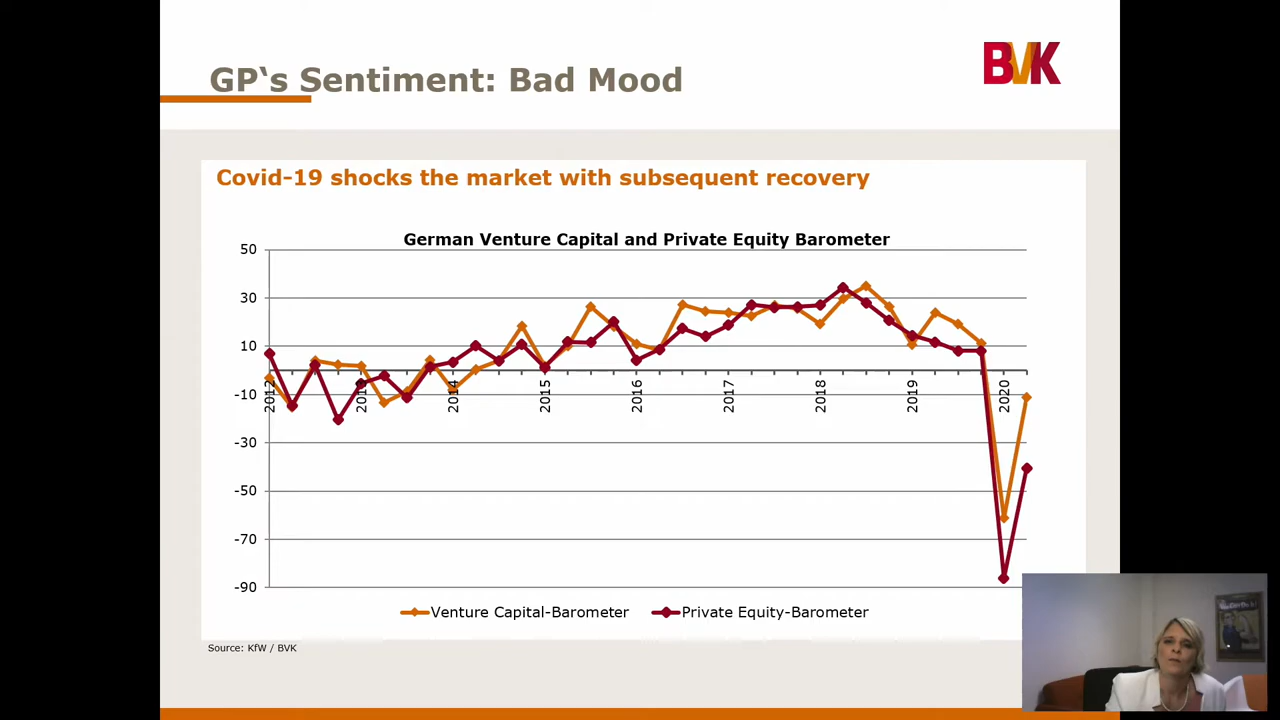 GP‘s Sentiment: Bad Mood
BVK
Covid-19 shocks the market with subsequent recovery
German Venture Capital and Private Equity Barometer
50
30
10
-10
-30
-50
-70
-90
2012
2013
2014
2015
2016
2017
2018
2019
2020
Venture Capital-Barometer
Private Equity-Barometer
Source: KfW / BVK